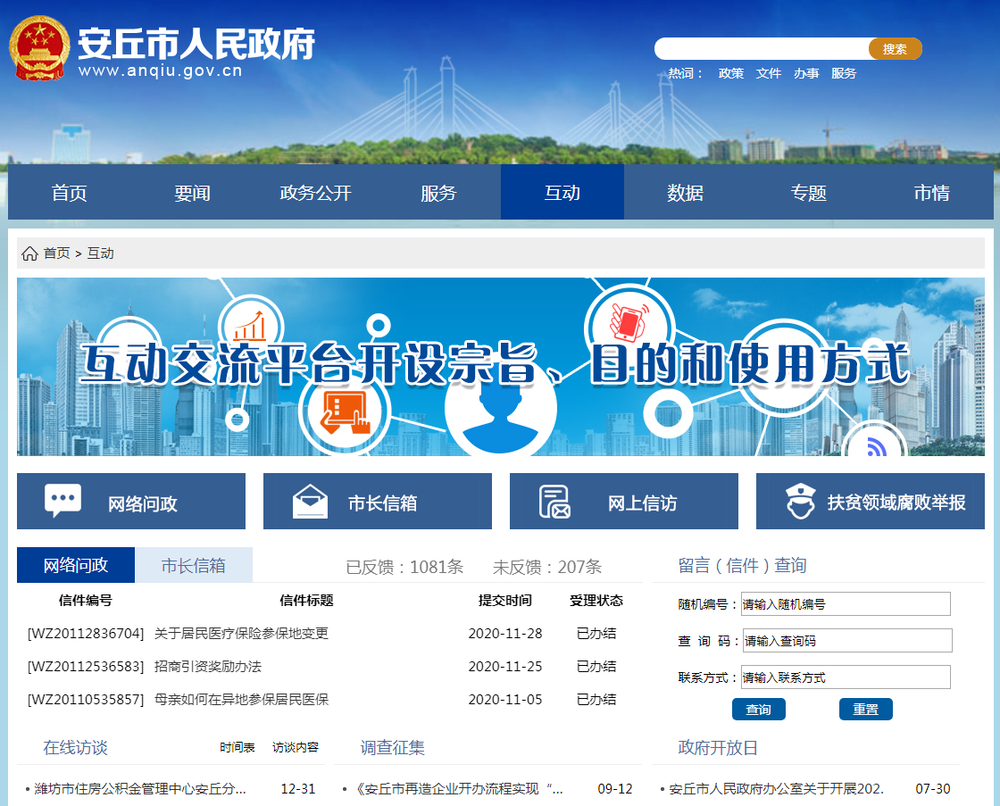 安丘市人民政府
www.anqiu.gov.cn
搜索
热词： 政策 文件 办事 服务
首页 要闻 政务公开 服务 互动 数据 专题 市情
首页 > 互动
互动交流平台开设宗旨、目的和使用方式
网络问政 市长信箱 网上信访 扶贫领域腐败举报
网络问政 市长信箱 已反馈：1081条 未反馈：207条
信件编号 信件标题 提交时间 受理状态
[WZ20112836704] 关于居民医疗保险参保地变更 2020-11-28 已办结
[WZ20112536583] 招商引资奖励办法 2020-11-25 已办结
[WZ20110535857] 母亲如何在异地参保居民医保 2020-11-05 已办结
留言（信件）查询
随机编号：请输入随机编号
查 询 码：请输入查询码
联系方式：请输入联系方式
查询 重置
在线访谈 时间表 访谈内容
• 潍坊市住房公积金管理中心安丘分... 12-31
调查征集
• 《安丘市再造企业开办流程实现“... 09-12
政府开放日
• 安丘市人民政府办公室关于开展202. 07-30